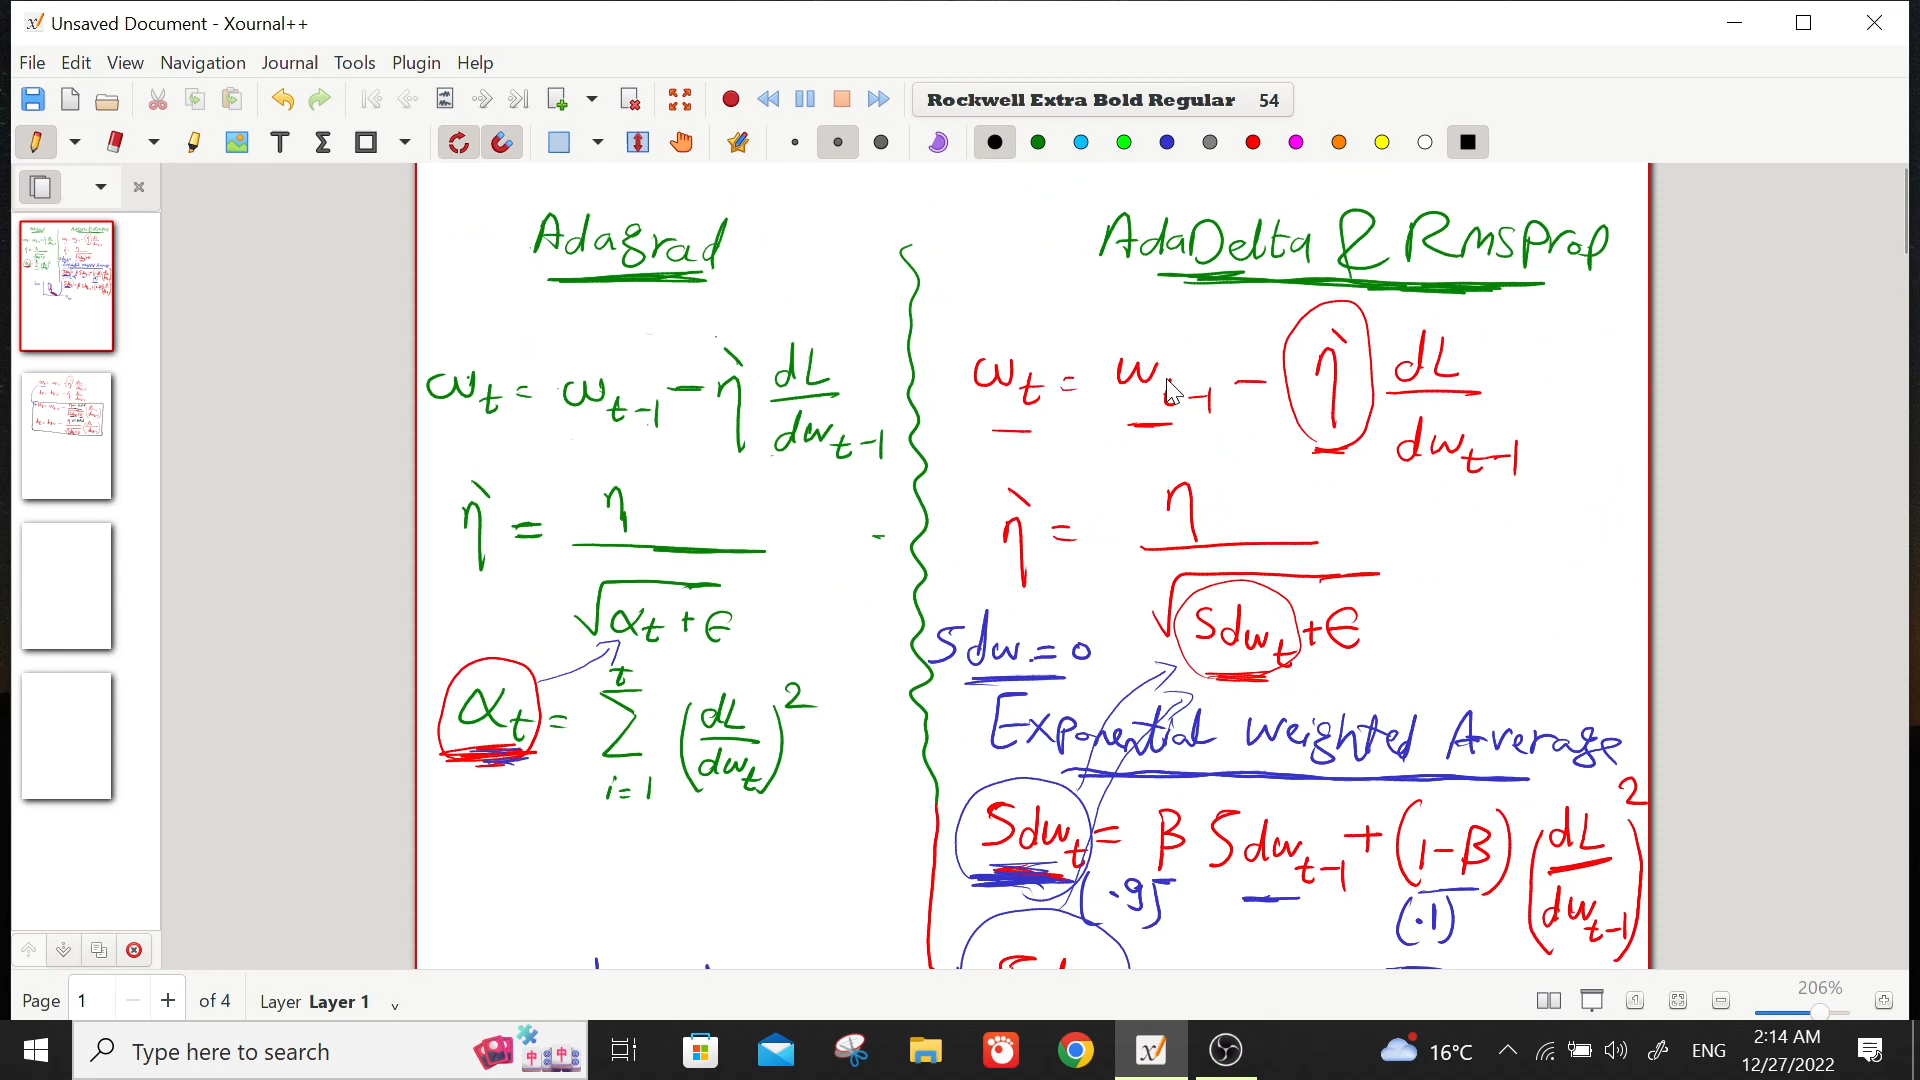 Unsaved Document - Xournal++
File Edit View Navigation Journal Tools Plugin Help
Rockwell Extra Bold Regular 54
Adagrad
ωt = ωt-1 - ὴ dL/dwt-1
ὴ = η/√αt + ϵ
αt = Σ t i=1 (dL/dwt)²
AdaDelta & RmsProp
ωt = wt-1 - ὴ dL/dwt-1
ὴ = η/√Sdwt + ϵ
Sdw = 0
Exponential Weighted Average
Sdwt = β Sdwt-1 + (1-β) (dL/dwt-1)²
(.9)
(.1)
Page 1 of 4 Layer Layer 1
206%
Type here to search
16°C
ENG
2:14 AM
12/27/2022